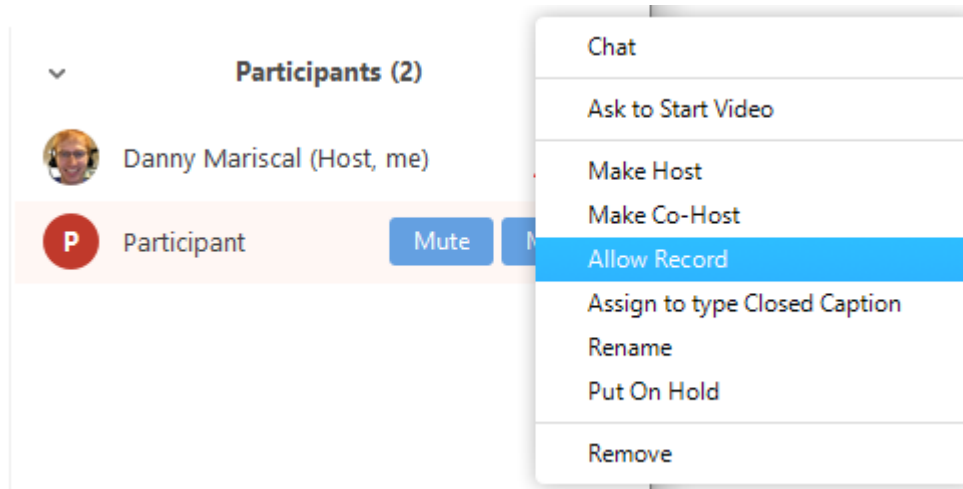 Participants (2)
Danny Mariscal (Host, me)
P
Participant
Mute
Chat
Ask to Start Video
Make Host
Make Co-Host
Allow Record
Assign to type Closed Caption
Rename
Put On Hold
Remove